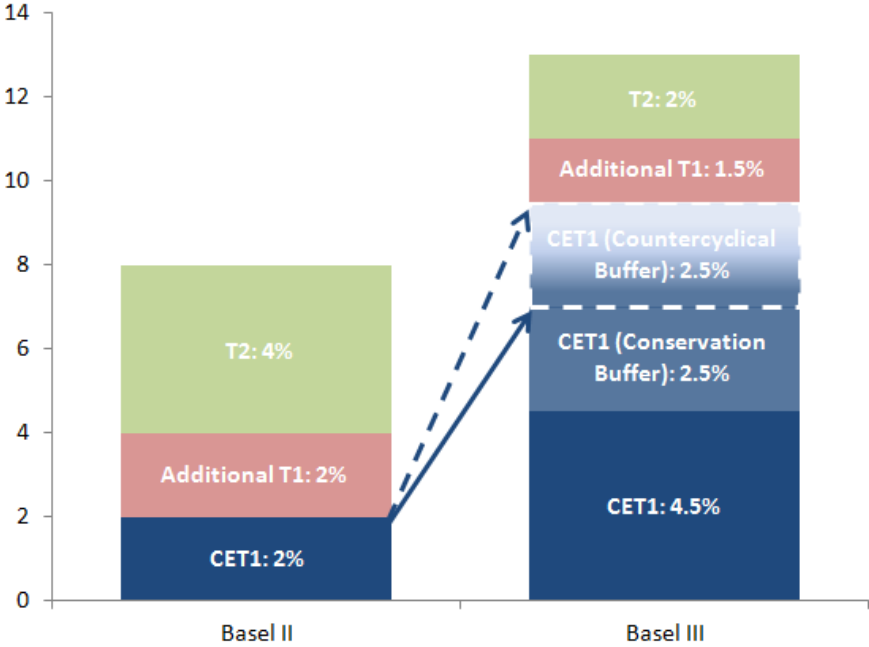 14
12
10
8
6
4
2
0
T2: 4%
Additional T1: 2%
CET1: 2%
T2: 2%
Additional T1: 1.5%
CET1 (Countercyclical
Buffer): 2.5%
CET1 (Conservation
Buffer): 2.5%
CET1: 4.5%
Basel II
Basel III